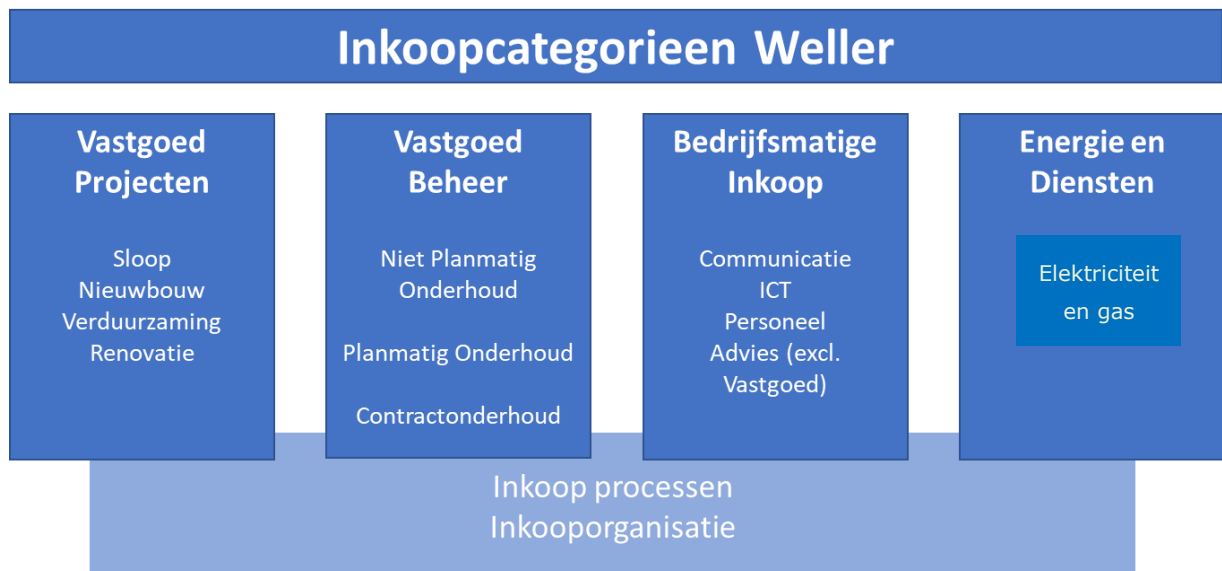 Inkoopcategorieen Weller
Vastgoed
Projecten
Sloop
Nieuwbouw
Verduurzaming
Renovatie
Vastgoed
Beheer
Niet Planmatig
Onderhoud
Planmatig Onderhoud
Contractonderhoud
Bedrijfsmatige
Inkoop
Communicatie
ICT
Personeel
Advies (excl.
Vastgoed)
Energie en
Diensten
Elektriciteit
en gas
Inkoop processen
Inkooporganisatie